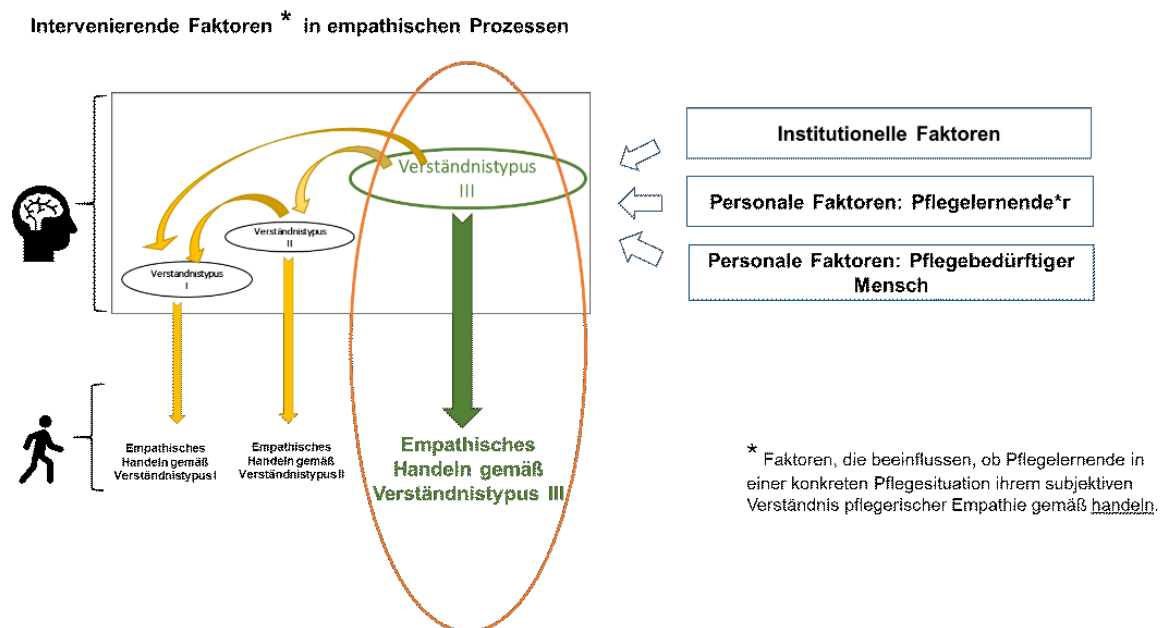 Intervenierende Faktoren * in empathischen Prozessen
Verständnistypus
III
Verständnistypus
II
Verständnistypus
I
Institutionelle Faktoren
Personale Faktoren: Pflegelernende*r
Personale Faktoren: Pflegebedürftiger
Mensch
Empathisches
Handeln gemäß
Verständnistypus I
Empathisches
Handeln gemäß
Verständnistypus II
Empathisches
Handeln gemäß
Verständnistypus III
* Faktoren, die beeinflussen, ob Pflegelernende in
einer konkreten Pflegesituation ihrem subjektiven
Verständnis pflegerischer Empathie gemäß handeln.